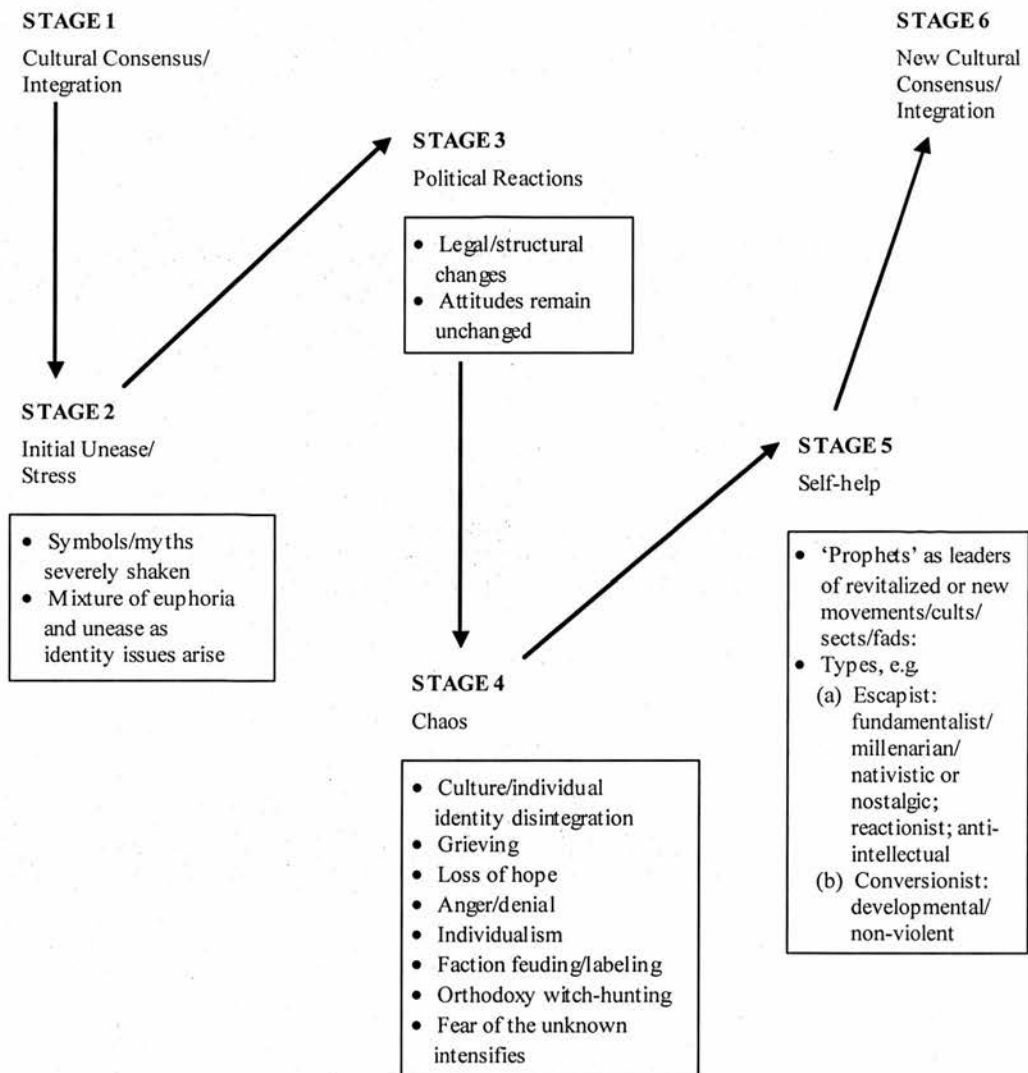 STAGE 1
Cultural Consensus/
Integration
STAGE 2
Initial Unease/
Stress
• Symbols/myths
severely shaken
• Mixture of euphoria
and unease as
identity issues arise
STAGE 3
Political Reactions
• Legal/structural
changes
• Attitudes remain
unchanged
STAGE 4
Chaos
• Culture/individual
identity disintegration
• Grieving
• Loss of hope
• Anger/denial
• Individualism
• Faction feuding/labeling
• Orthodoxy witch-hunting
• Fear of the unknown
intensifies
STAGE 5
Self-help
• ‘Prophets’ as leaders
of revitalized or new
movements/cults/
sects/fads:
• Types, e.g.
(a) Escapist:
fundamentalist/
millenarian/
nativistic or
nostalgic;
reactionist; anti-
intellectual
(b) Conversionist:
developmental/
non-violent
STAGE 6
New Cultural
Consensus/
Integration